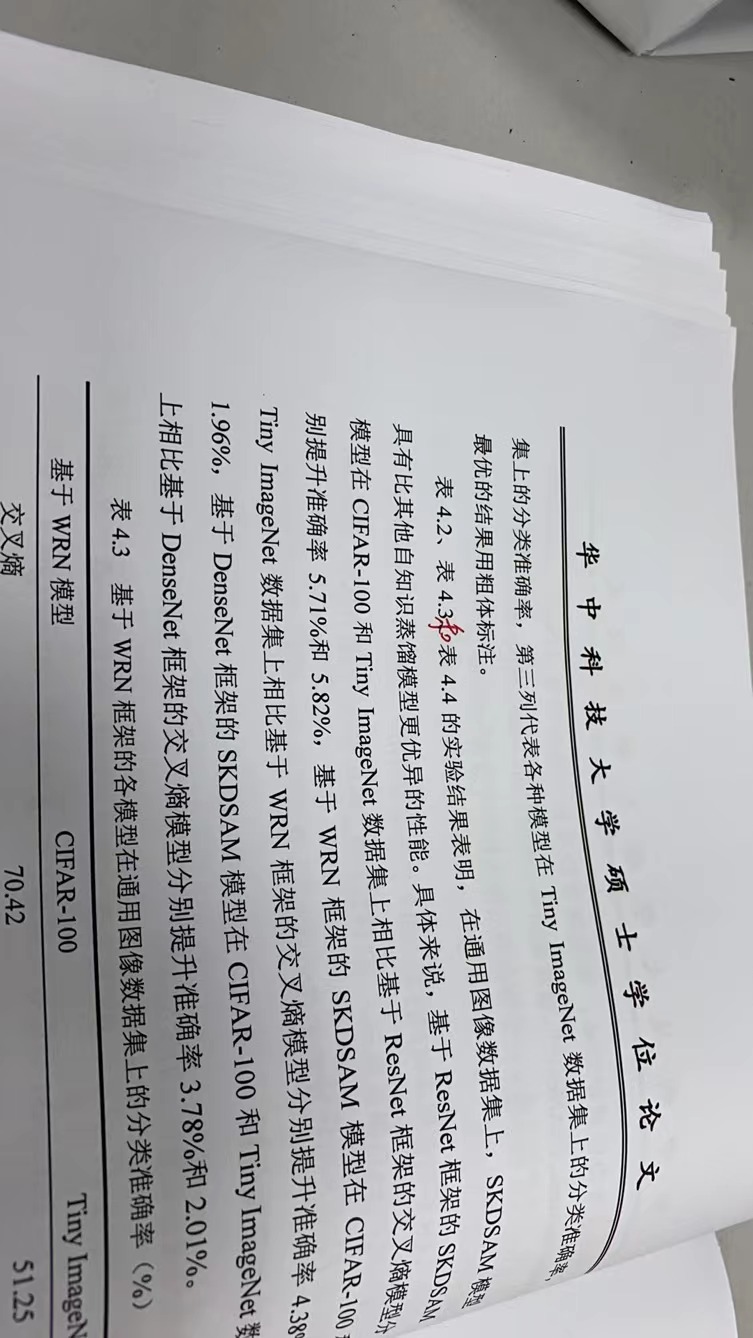 华中科技大学硕士学位论文
集上的分类准确率，第三列代表各种模型在 Tiny ImageNet 数据集上的分类准确率，
最优的结果用粗体标注。
表 4.2、表 4.3和表 4.4 的实验结果表明，在通用图像数据集上，SKDSAM 模型
具有比其他自知识蒸馏模型更优异的性能。具体来说，基于 ResNet 框架的 SKDSAM
模型在 CIFAR-100 和 Tiny ImageNet 数据集上相比基于 ResNet 框架的交叉熵模型分
别提升准确率 5.71%和 5.82%，基于 WRN 框架的 SKDSAM 模型在 CIFAR-100
Tiny ImageNet 数据集上相比基于 WRN 框架的交叉熵模型分别提升准确率 4.38%
1.96%，基于 DenseNet 框架的 SKDSAM 模型在 CIFAR-100 和 Tiny ImageNet 数
上相比基于 DenseNet 框架的交叉熵模型分别提升准确率 3.78%和 2.01%。
表 4.3 基于 WRN 框架的各模型在通用图像数据集上的分类准确率（%）
基于 WRN 模型 CIFAR-100 Tiny ImageN
交叉熵 70.42 51.25